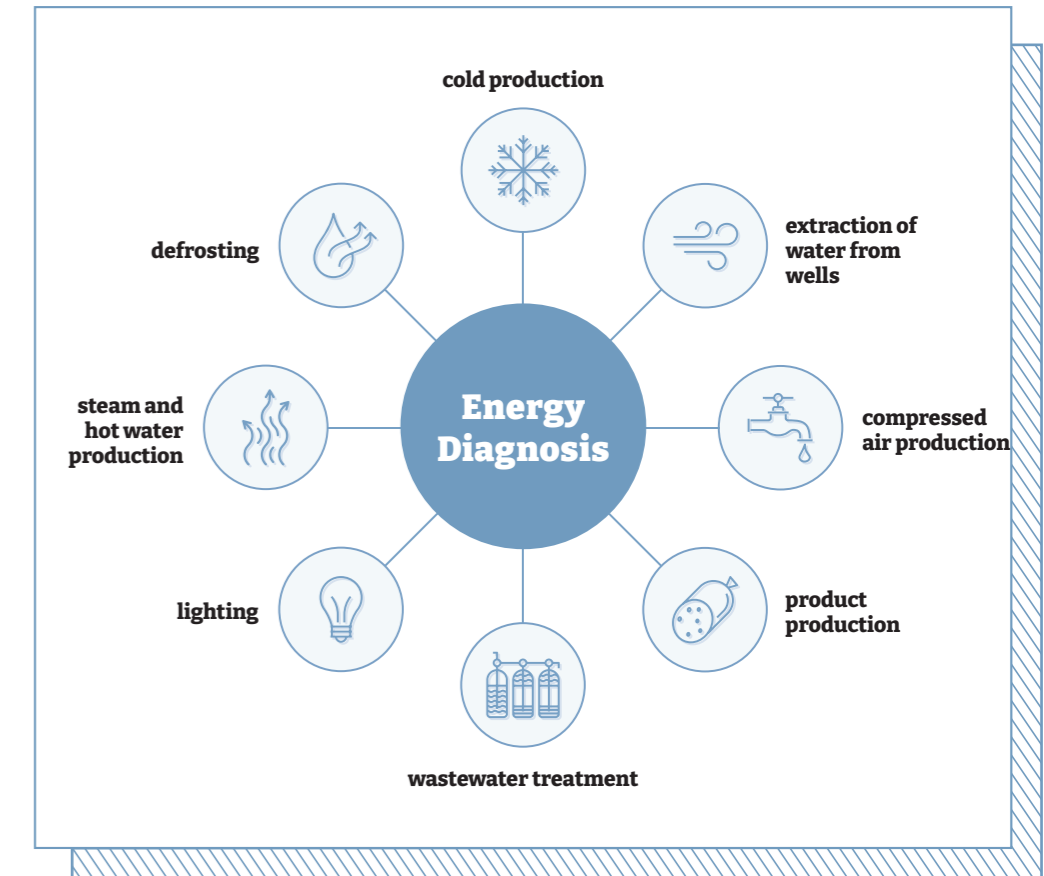 cold production
extraction of
water from
wells
defrosting
Energy
Diagnosis
steam and
hot water
production
compressed
air production
lighting
product
production
wastewater treatment